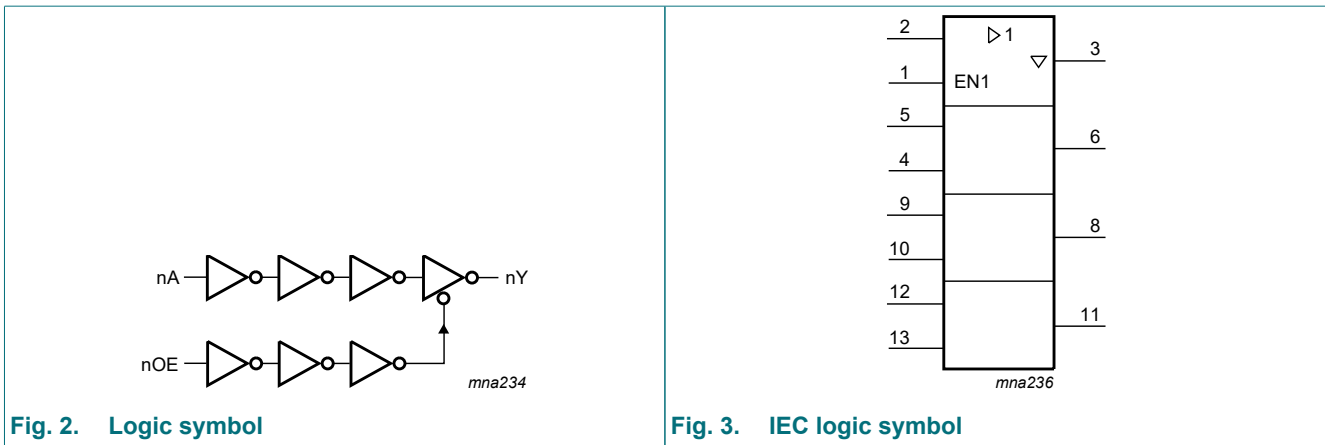 nA
nY
nOE
mna234
Fig. 2. Logic symbol
2
1
3
1
EN1
5
6
4
9
8
10
12
11
13
mna236
Fig. 3. IEC logic symbol